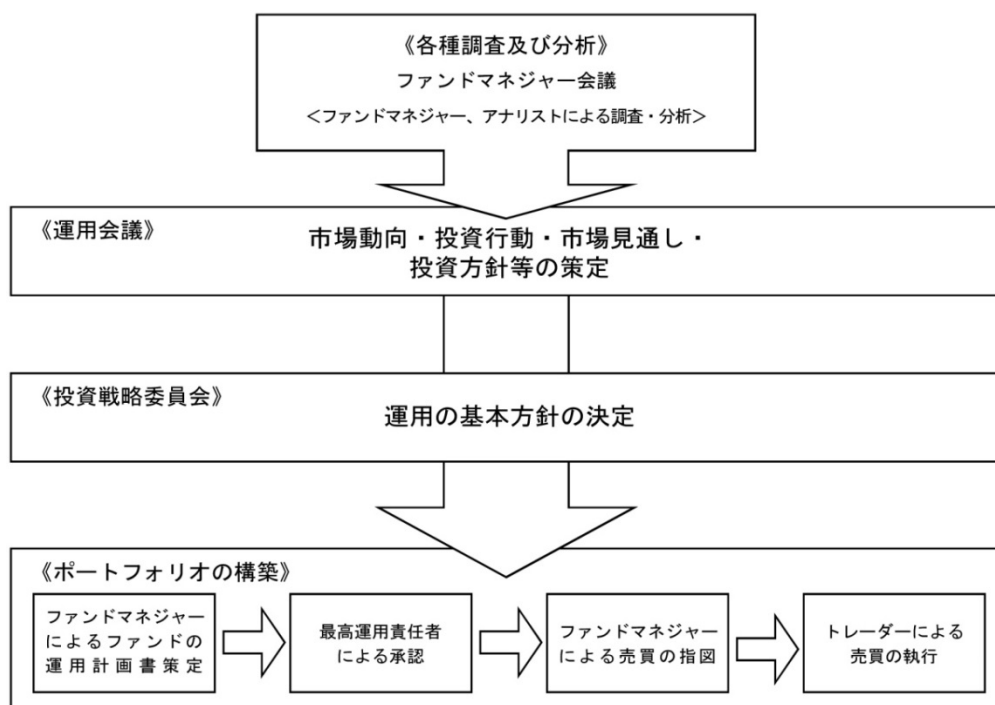 《各種調査及び分析》
ファンドマネジャー会議
＜ファンドマネジャー、アナリストによる調査・分析＞
《運用会議》
市場動向・投資行動・市場見通し・
投資方針等の策定
《投資戦略委員会》
運用の基本方針の決定
《ポートフォリオの構築》
ファンドマネジャー
によるファンドの
運用計画書策定
最高運用責任者
による承認
ファンドマネジャー
による売買の指図
トレーダーによる
売買の執行